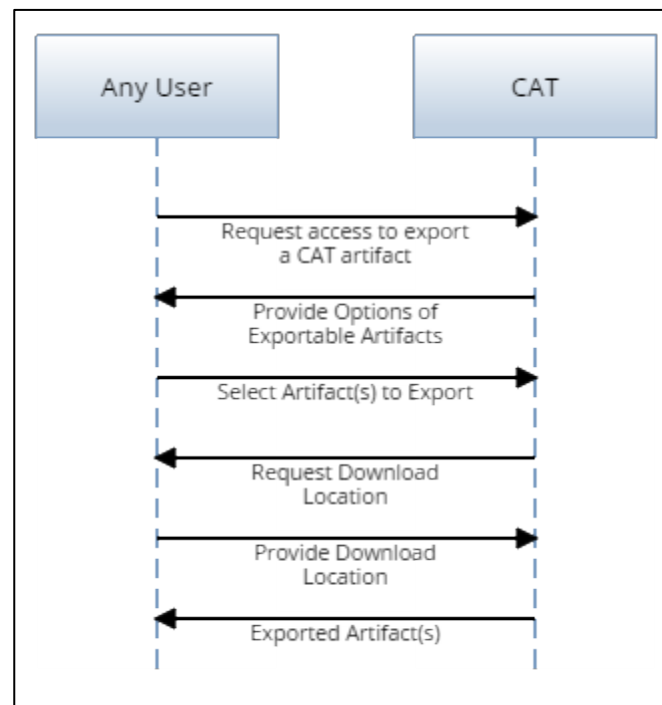 Any User
CAT
Request access to export
a CAT artifact
Provide Options of
Exportable Artifacts
Select Artifact(s) to Export
Request Download
Location
Provide Download
Location
Exported Artifact(s)